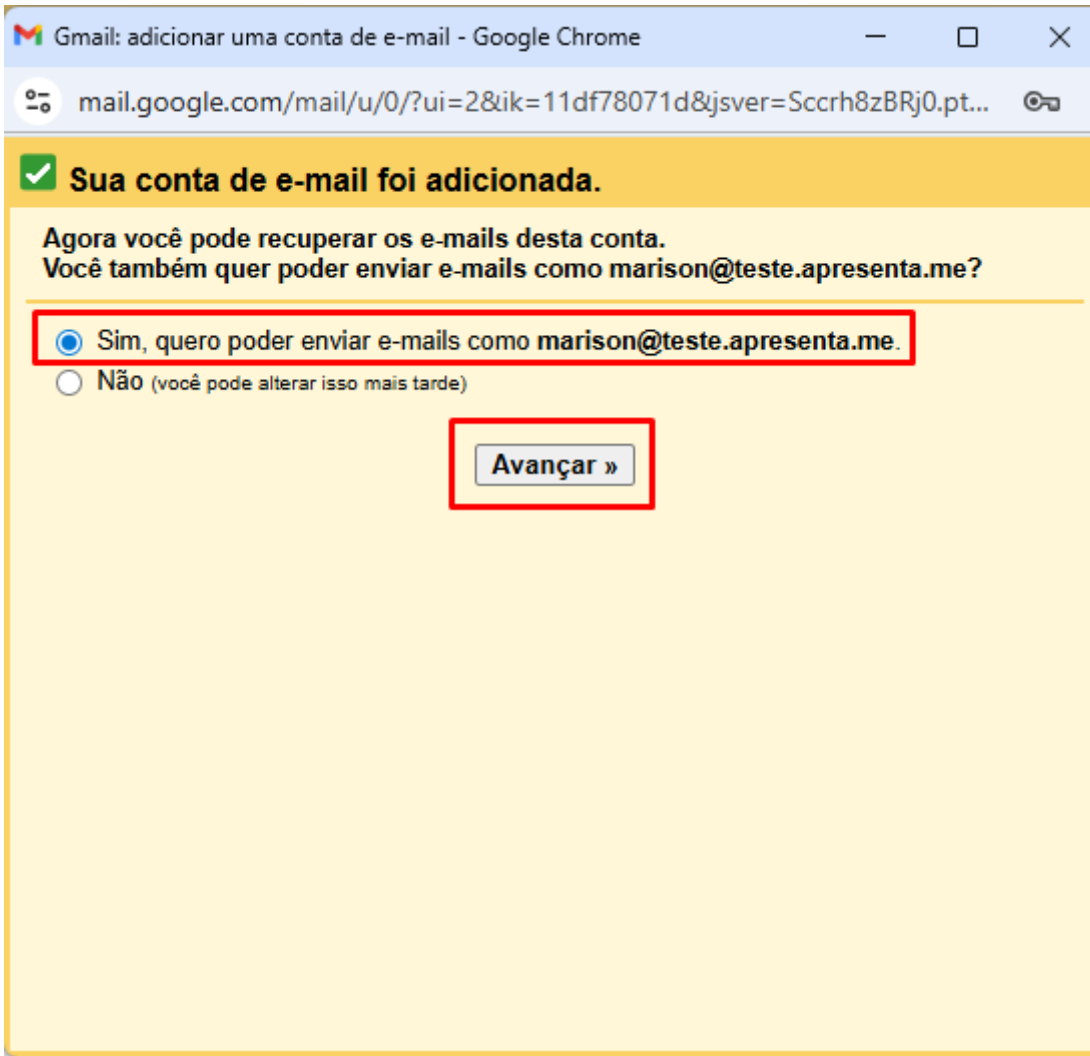 Gmail: adicionar uma conta de e-mail - Google Chrome
mail.google.com/mail/u/0/?ui=2&ik=11df78071d&jsver=Sccrh8zBRj0.pt...
Sua conta de e-mail foi adicionada.
Agora você pode recuperar os e-mails desta conta.
Você também quer poder enviar e-mails como marison@teste.apresenta.me?
Sim, quero poder enviar e-mails como marison@teste.apresenta.me.
Não (você pode alterar isso mais tarde)
Avançar »